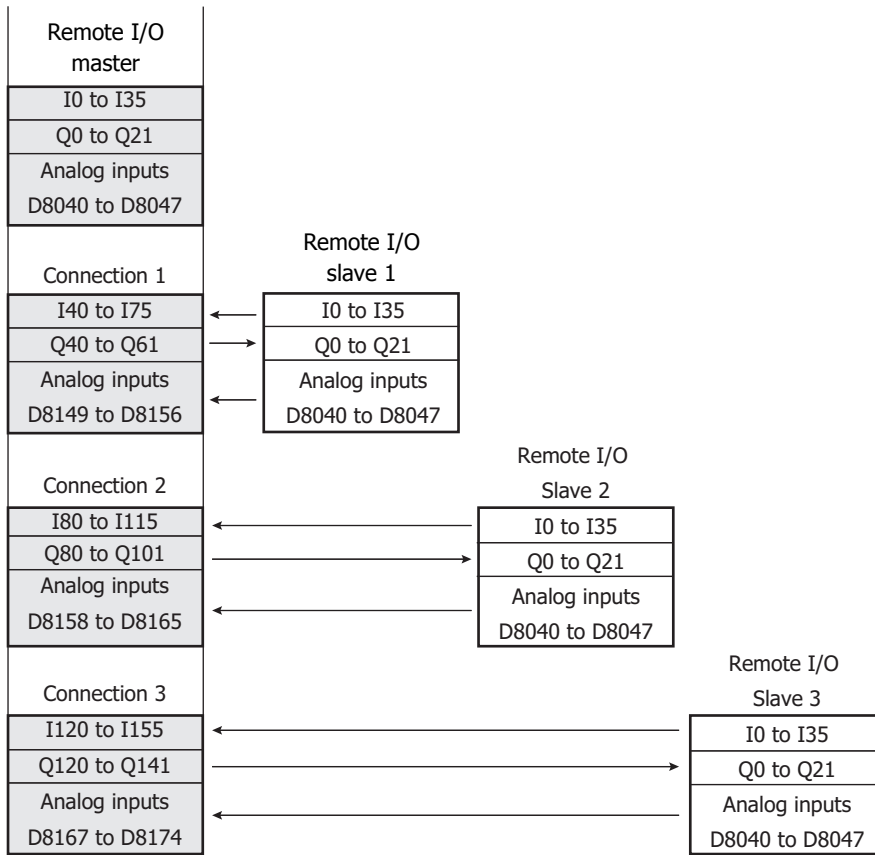 Remote I/O
master
I0 to I35
Q0 to Q21
Analog inputs
D8040 to D8047
Connection 1
I40 to I75
Q40 to Q61
Analog inputs
D8149 to D8156
Remote I/O
slave 1
I0 to I35
Q0 to Q21
Analog inputs
D8040 to D8047
Connection 2
I80 to I115
Q80 to Q101
Analog inputs
D8158 to D8165
Remote I/O
Slave 2
I0 to I35
Q0 to Q21
Analog inputs
D8040 to D8047
Connection 3
I120 to I155
Q120 to Q141
Analog inputs
D8167 to D8174
Remote I/O
Slave 3
I0 to I35
Q0 to Q21
Analog inputs
D8040 to D8047